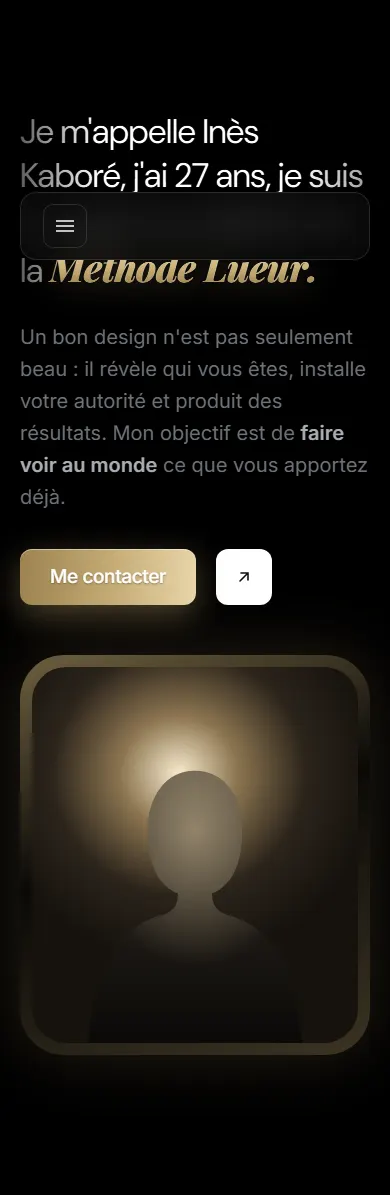 Je m'appelle Inès
Kaboré, j'ai 27 ans, je suis
la Méthode Lueur.
Un bon design n'est pas seulement
beau : il révèle qui vous êtes, installe
votre autorité et produit des
résultats. Mon objectif est de faire
voir au monde ce que vous apportez
déjà.
Me contacter